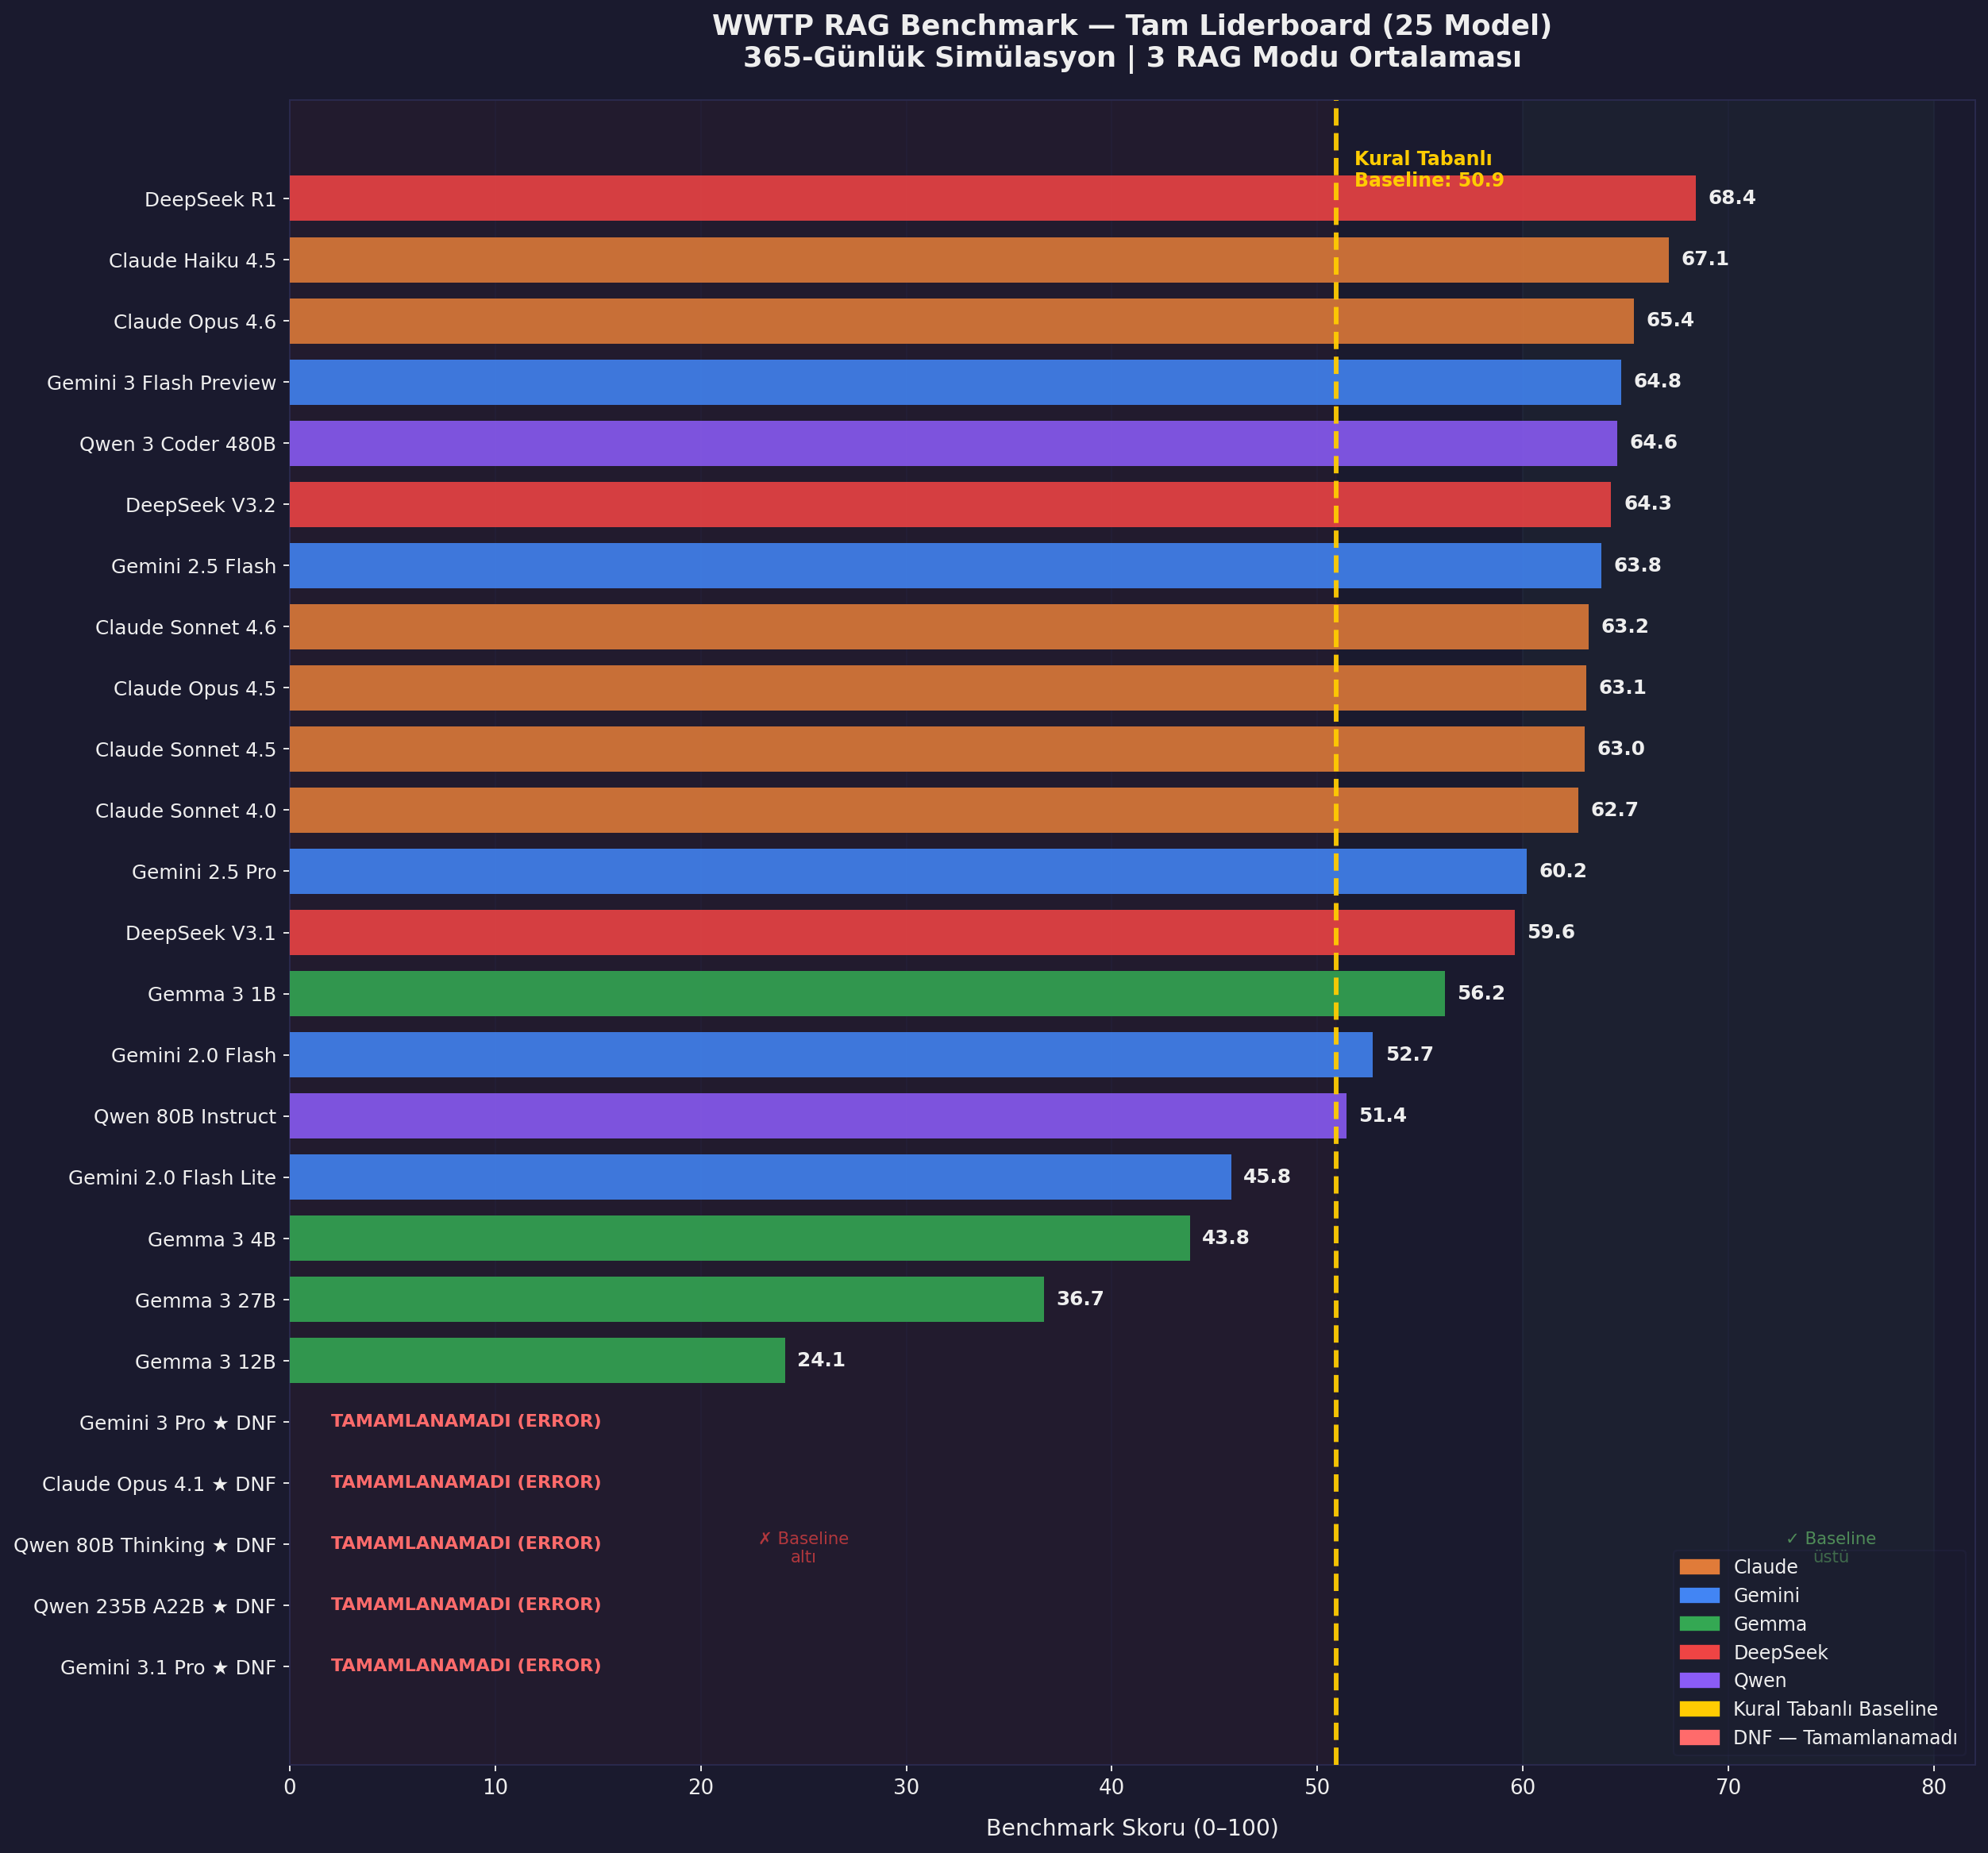 WWTP RAG Benchmark — Tam Liderboard (25 Model)
365-Günlük Simülasyon | 3 RAG Modu Ortalaması
Kural Tabanlı
Baseline: 50.9
DeepSeek R1 68.4
Claude Haiku 4.5 67.1
Claude Opus 4.6 65.4
Gemini 3 Flash Preview 64.8
Qwen 3 Coder 480B 64.6
DeepSeek V3.2 64.3
Gemini 2.5 Flash 63.8
Claude Sonnet 4.6 63.2
Claude Opus 4.5 63.1
Claude Sonnet 4.5 63.0
Claude Sonnet 4.0 62.7
Gemini 2.5 Pro 60.2
DeepSeek V3.1 59.6
Gemma 3 1B 56.2
Gemini 2.0 Flash 52.7
Qwen 80B Instruct 51.4
Gemini 2.0 Flash Lite 45.8
Gemma 3 4B 43.8
Gemma 3 27B 36.7
Gemma 3 12B 24.1
Gemini 3 Pro ★ DNF TAMAMLANAMADI (ERROR)
Claude Opus 4.1 ★ DNF TAMAMLANAMADI (ERROR)
Qwen 80B Thinking ★ DNF TAMAMLANAMADI (ERROR)
✗ Baseline
altı
✓ Baseline
üstü
Qwen 235B A22B ★ DNF TAMAMLANAMADI (ERROR)
Gemini 3.1 Pro ★ DNF TAMAMLANAMADI (ERROR)
Claude
Gemini
Gemma
DeepSeek
Qwen
Kural Tabanlı Baseline
DNF — Tamamlanamadı
0 10 20 30 40 50 60 70 80
Benchmark Skoru (0–100)